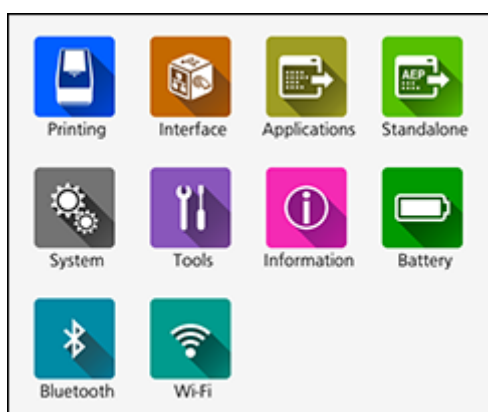 Printing Interface Applications Standalone
AEP
System Tools Information Battery
Bluetooth Wi-Fi